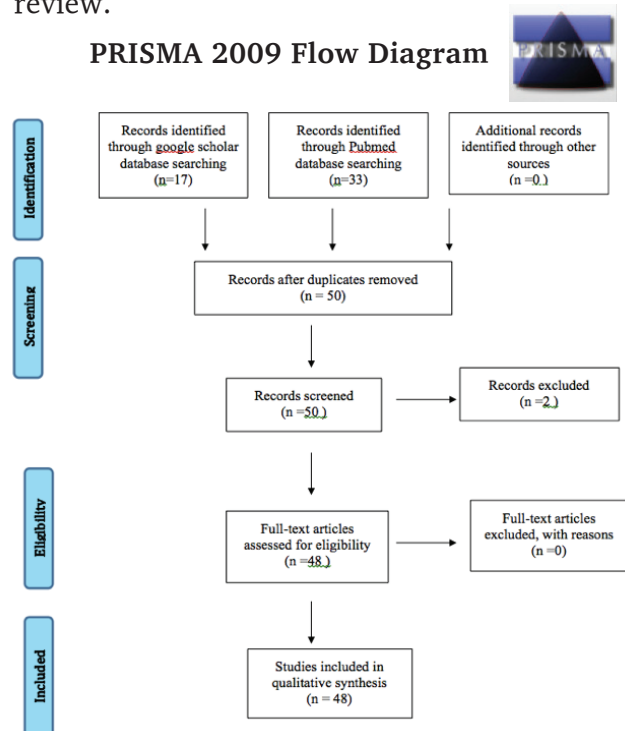 review.
PRISMA 2009 Flow Diagram
PRISMA
Identification
Records identified
through google scholar
database searching
(n=17)
Records identified
through Pubmed
database searching
(n=33)
Additional records
identified through other
sources
(n =0 )
Screening
Records after duplicates removed
(n = 50)
Records screened
(n =50 )
Records excluded
(n =2 )
Eligibility
Full-text articles
assessed for eligibility
(n =48 )
Full-text articles
excluded, with reasons
(n =0)
Included
Studies included in
qualitative synthesis
(n = 48)